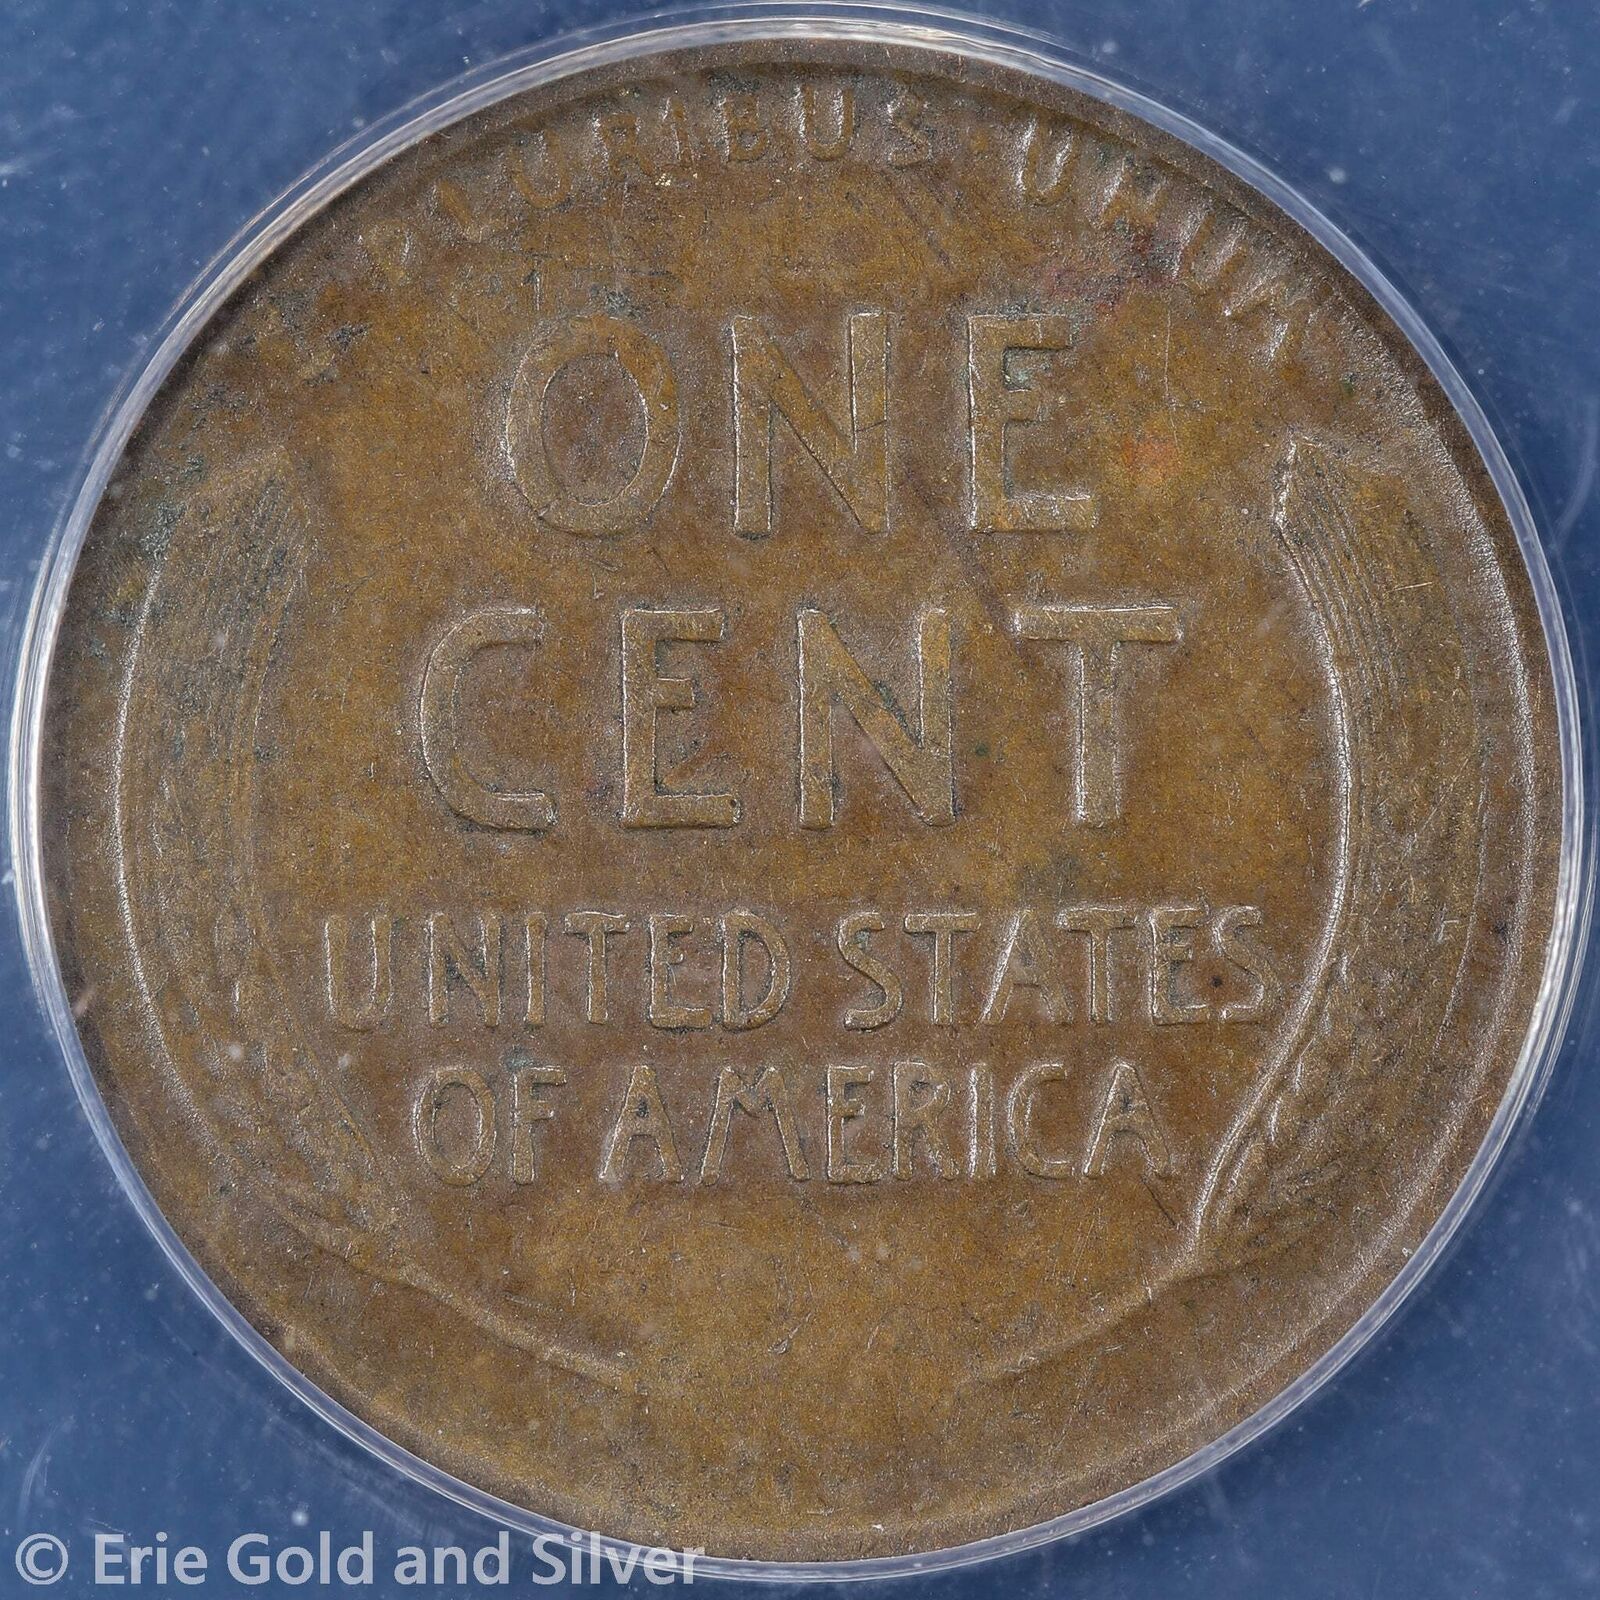 PLURIBUS · UNUM
ONE
CENT
UNITED STATES
OF AMERICA
© Erie Gold and Silver